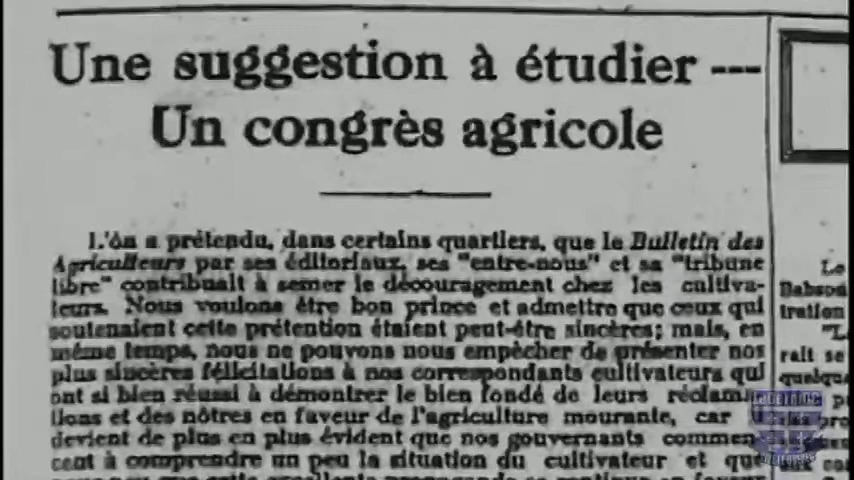 Une suggestion à étudier ---
Un congrès agricole
L'on a prétendu, dans certains quartiers, que le Bulletin des
Agriculteurs par ses éditoriaux, ses "entre-nous" et sa "tribune
libre" contribuait à semer le découragement chez les cultiva-
teurs. Nous voulons être bon prince et admettre que ceux qui
soutenaient cette prétention étaient peut-être sincères; mais, en
même temps, nous ne pouvons nous empêcher de présenter nos
plus sincères félicitations à nos correspondants cultivateurs qui
ont si bien réussi à démontrer le bien fondé de leurs réclam
tions et des nôtres en faveur de l'agriculture mourante, car
devient de plus en plus évident que nos gouvernants commen
cent à comprendre un peu la situation du cultivateur et que
Le
Babson
tration
"L
rait se
quelqu